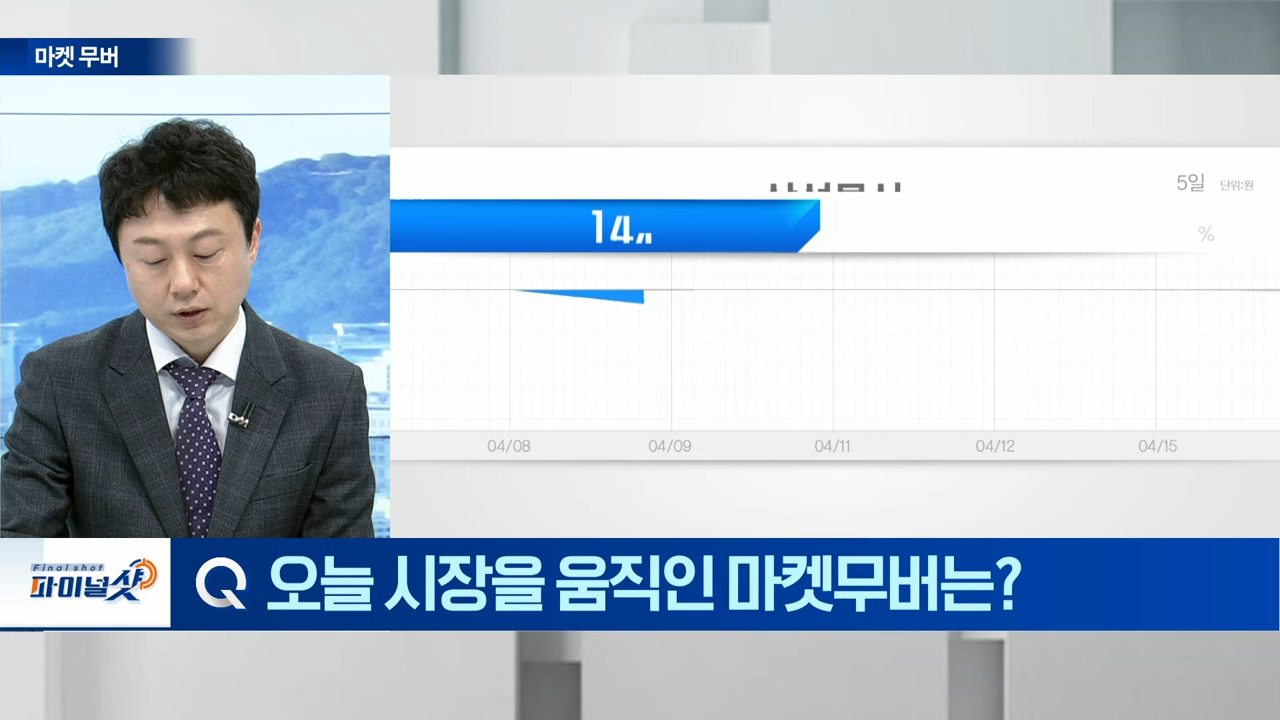 마켓 무버
5일 단위:원
14
%
04/08 04/09 04/11 04/12 04/15
Final shot
파이널샷
Q 오늘 시장을 움직인 마켓무버는?